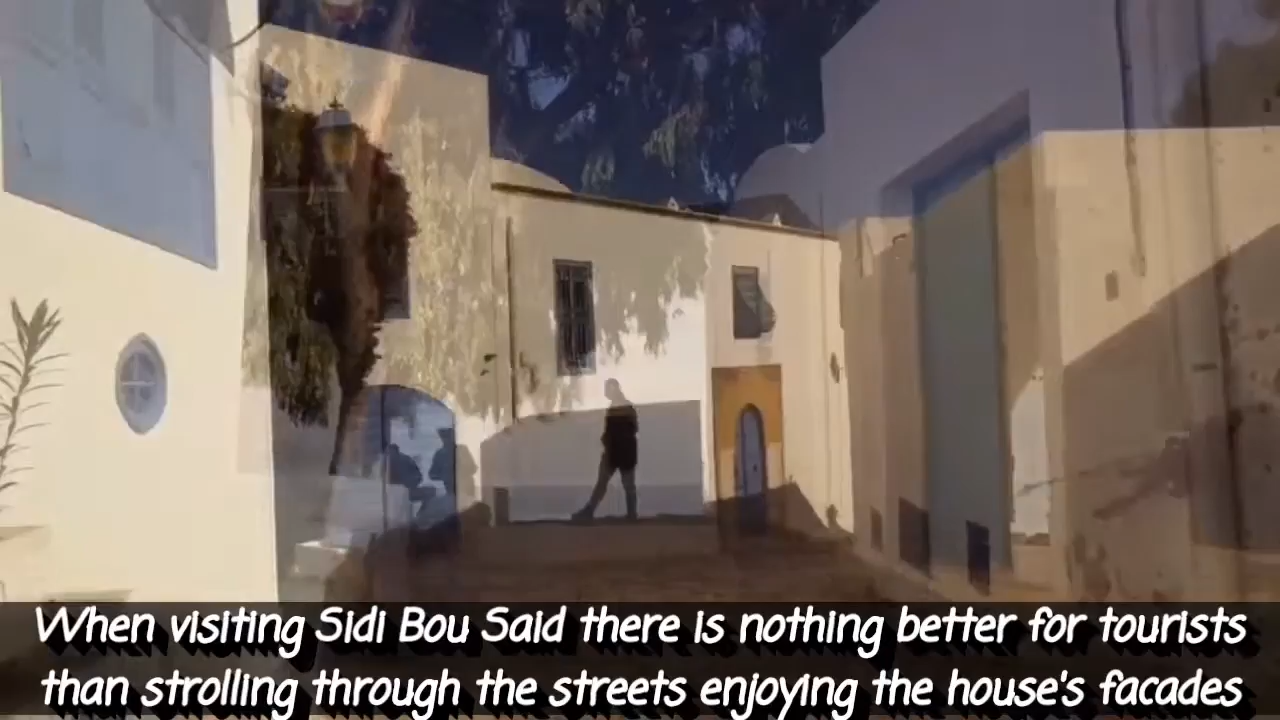 When visiting Sidi Bou Said there is nothing better for tourists
than strolling through the streets enjoying the house's facades